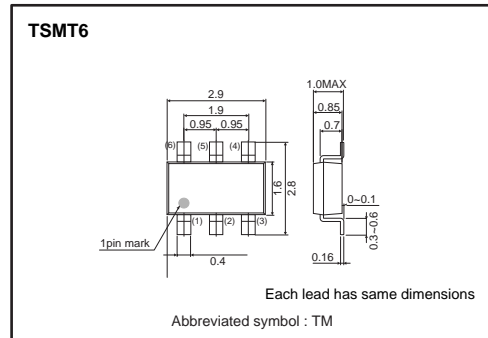 TSMT6
1.0MAX
2.9
0.85
1.9
0.7
0.95 0.95
(6) (5) (4)
1.6
2.8
0~0.1
(1) (2) (3)
0.3~0.6
1pin mark
0.16
0.4
Each lead has same dimensions
Abbreviated symbol : TM